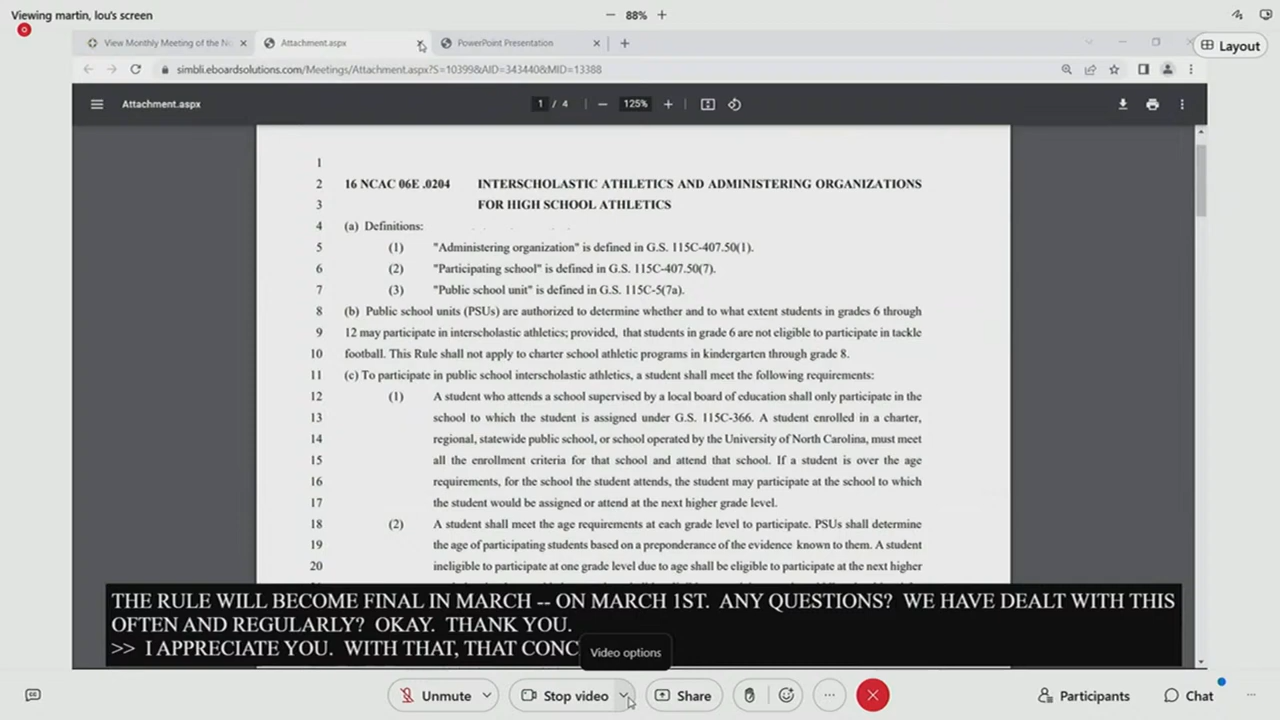 Viewing martin, lou's screen
88%
Layout
View Monthly Meeting of the No
Attachment.aspx
PowerPoint Presentation
simbli.eboardsolutions.com/Meetings/Attachment.aspx?S=10399&AID=343440&MID=13388
Attachment.aspx
1 / 4
125%
1
2 16 NCAC 06E .0204 INTERSCHOLASTIC ATHLETICS AND ADMINISTERING ORGANIZATIONS
3 FOR HIGH SCHOOL ATHLETICS
4 (a) Definitions:
5 (1) "Administering organization" is defined in G.S. 115C-407.50(1).
6 (2) "Participating school" is defined in G.S. 115C-407.50(7).
7 (3) "Public school unit" is defined in G.S. 115C-5(7a).
8 (b) Public school units (PSUs) are authorized to determine whether and to what extent students in grades 6 through
9 12 may participate in interscholastic athletics; provided, that students in grade 6 are not eligible to participate in tackle
10 football. This Rule shall not apply to charter school athletic programs in kindergarten through grade 8.
11 (c) To participate in public school interscholastic athletics, a student shall meet the following requirements:
12 (1) A student who attends a school supervised by a local board of education shall only participate in the
13 school to which the student is assigned under G.S. 115C-366. A student enrolled in a charter,
14 regional, statewide public school, or school operated by the University of North Carolina, must meet
15 all the enrollment criteria for that school and attend that school. If a student is over the age
16 requirements, for the school the student attends, the student may participate at the school to which
17 the student would be assigned or attend at the next higher grade level.
18 (2) A student shall meet the age requirements at each grade level to participate. PSUs shall determine
19 the age of participating students based on a preponderance of the evidence known to them. A student
20 ineligible to participate at one grade level due to age shall be eligible to participate at the next higher
THE RULE WILL BECOME FINAL IN MARCH -- ON MARCH 1ST. ANY QUESTIONS? WE HAVE DEALT WITH THIS
OFTEN AND REGULARLY? OKAY. THANK YOU.
>> I APPRECIATE YOU. WITH THAT, THAT CONC
Video options
Unmute
Stop video
Share
Participants
Chat